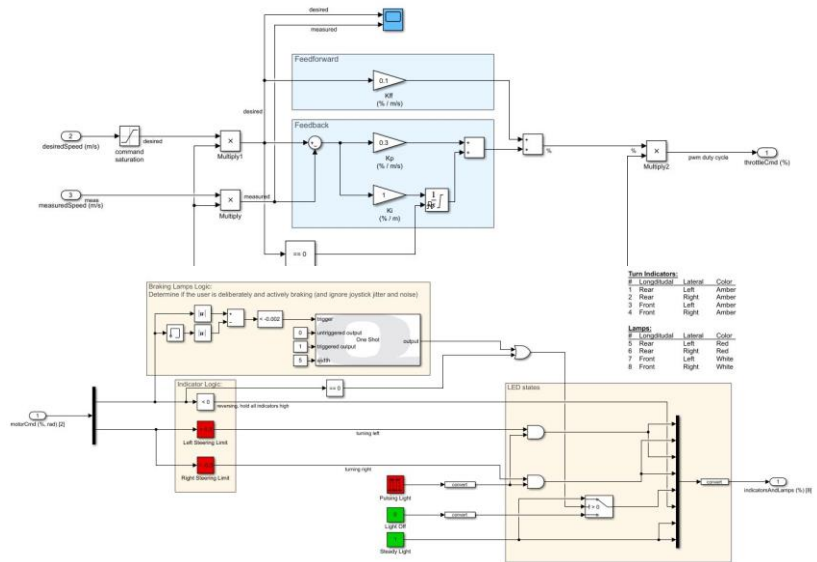 desired
measured
Feedforward
0.1
Kff
(% / m/s)
desired
Feedback
2
desiredSpeed (m/s)
command
saturation
desired
×
Multiply1
0.3
Kp
(% / m/s)
%
%
×
Multiply2
pwm duty cycle
1
throttleCmd (%)
3
meas
measuredSpeed (m/s)
×
Multiply
measured
1
Ki
(% / m)
== 0
Braking Lamps Logic:
Determine if the user is deliberately and actively braking (and ignore joystick jitter and noise)
|u|
|u|
< -0.002
trigger
0
untriggered output
1
triggered output
5
width
One Shot
output
Turn Indicators:
# Longitudal Lateral Color
1 Rear Left Amber
2 Rear Right Amber
3 Front Left Amber
4 Front Right Amber
Lamps:
# Longitudal Lateral Color
5 Rear Left Red
6 Rear Right Red
7 Front Left White
8 Front Right White
Indicator Logic:
== 0
LED states
1
motorCmd (%, rad) [2]
< 0
reversing, hold all indicators high
Left Steering Limit
turning left
Right Steering Limit
turning right
Pulsing Light
convert
0
Light Off
convert
1
Steady Light
convert
1
indicatorsAndLamps (%) [8]